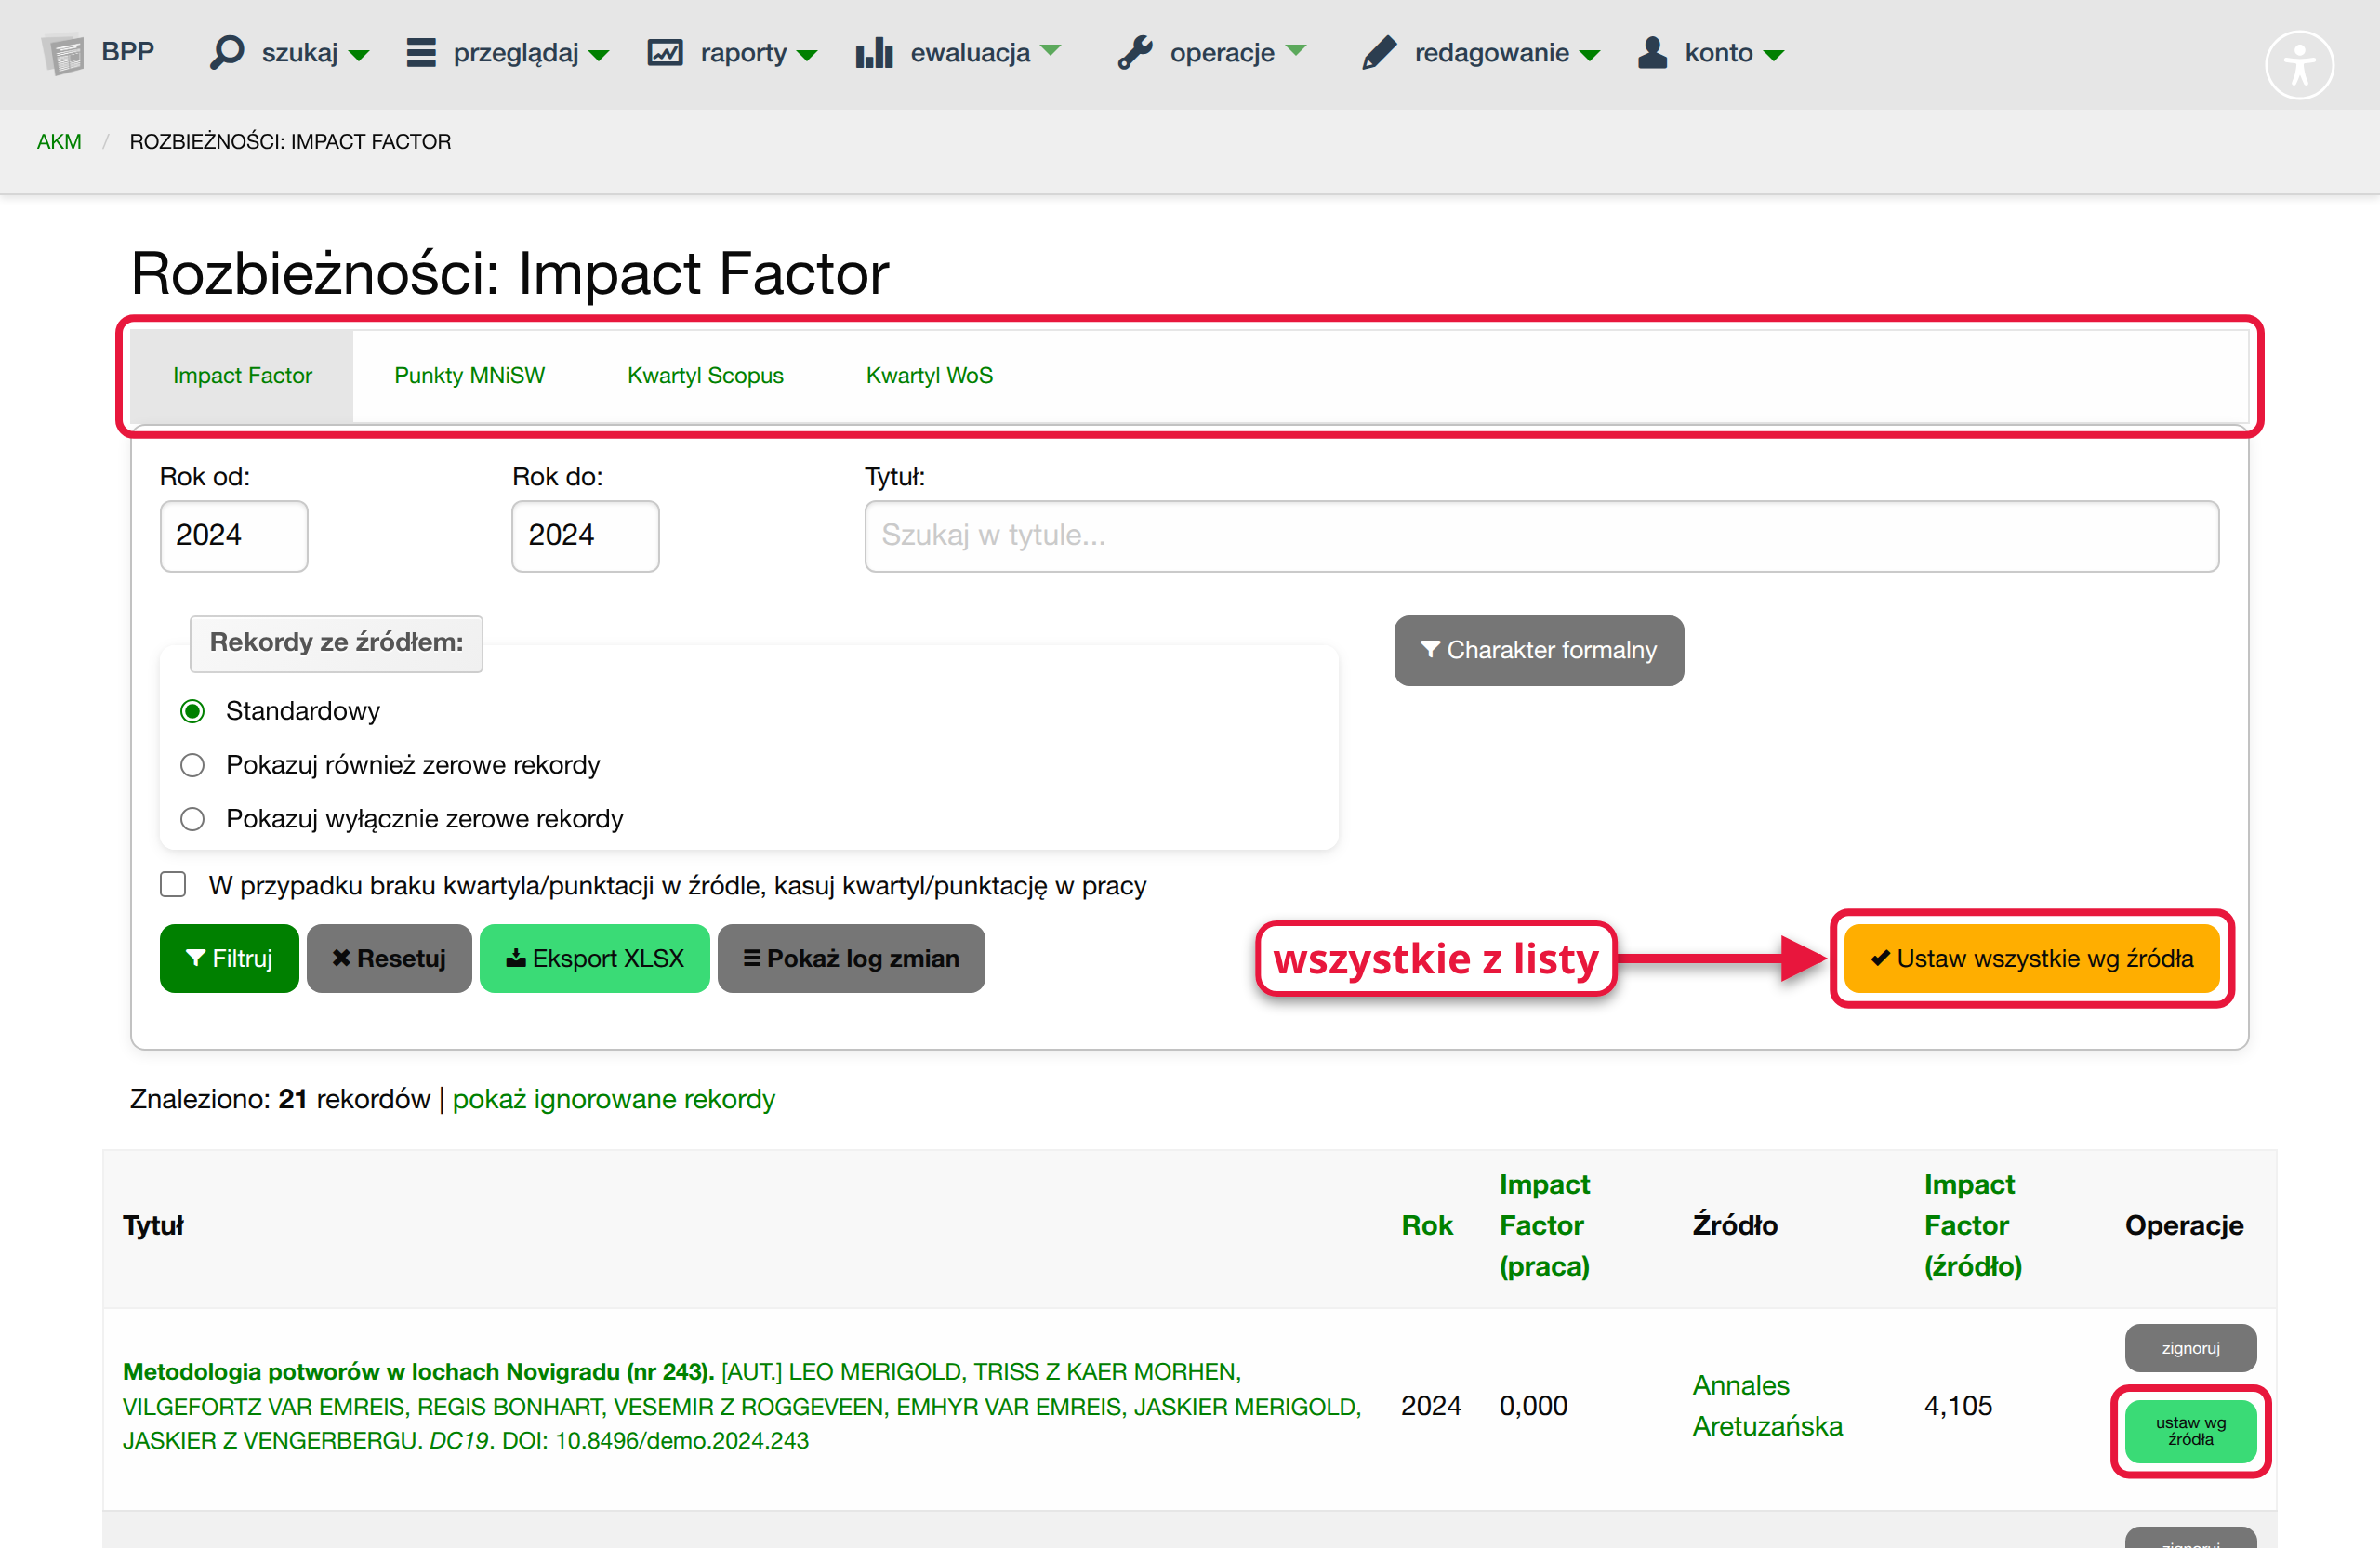 BPP szukaj przeglądaj raporty ewaluacja operacje redagowanie konto
AKM / ROZBIEŻNOŚCI: IMPACT FACTOR
Rozbieżności: Impact Factor
Impact Factor Punkty MNiSW Kwartyl Scopus Kwartyl WoS
Rok od: Rok do: Tytuł:
2024 2024 Szukaj w tytule...
Rekordy ze źródłem:
Charakter formalny
Standardowy
Pokazuj również zerowe rekordy
Pokazuj wyłącznie zerowe rekordy
W przypadku braku kwartyla/punktacji w źródle, kasuj kwartyl/punktację w pracy
Filtruj Resetuj Eksport XLSX Pokaż log zmian wszystkie z listy Ustaw wszystkie wg źródła
Znaleziono: 21 rekordów | pokaż ignorowane rekordy
Tytuł Rok Impact Factor (praca) Źródło Impact Factor (źródło) Operacje
Metodologia potworów w lochach Novigradu (nr 243). [AUT.] LEO MERIGOLD, TRISS Z KAER MORHEN,
VILGEFORTZ VAR EMREIS, REGIS BONHART, VESEMIR Z ROGGEVEEN, EMHYR VAR EMREIS, JASKIER MERIGOLD,
JASKIER Z VENGERBERGU. DC19. DOI: 10.8496/demo.2024.243
2024 0,000
Annales
Aretuzańska
4,105
zignoruj
ustaw wg
źródła